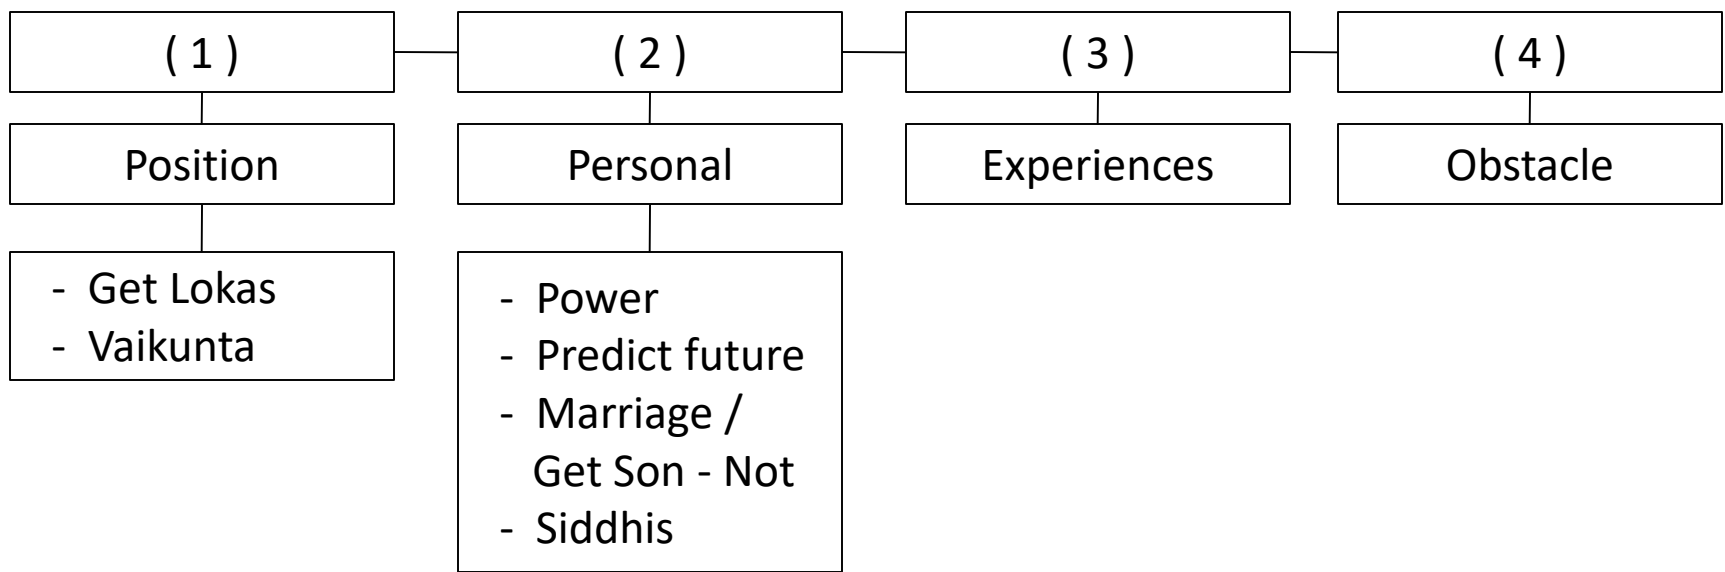 ( 1 )
( 2 )
( 3 )
( 4 )
Position
Personal
Experiences
Obstacle
- Get Lokas
- Vaikunta
- Power
- Predict future
- Marriage /
Get Son - Not
- Siddhis